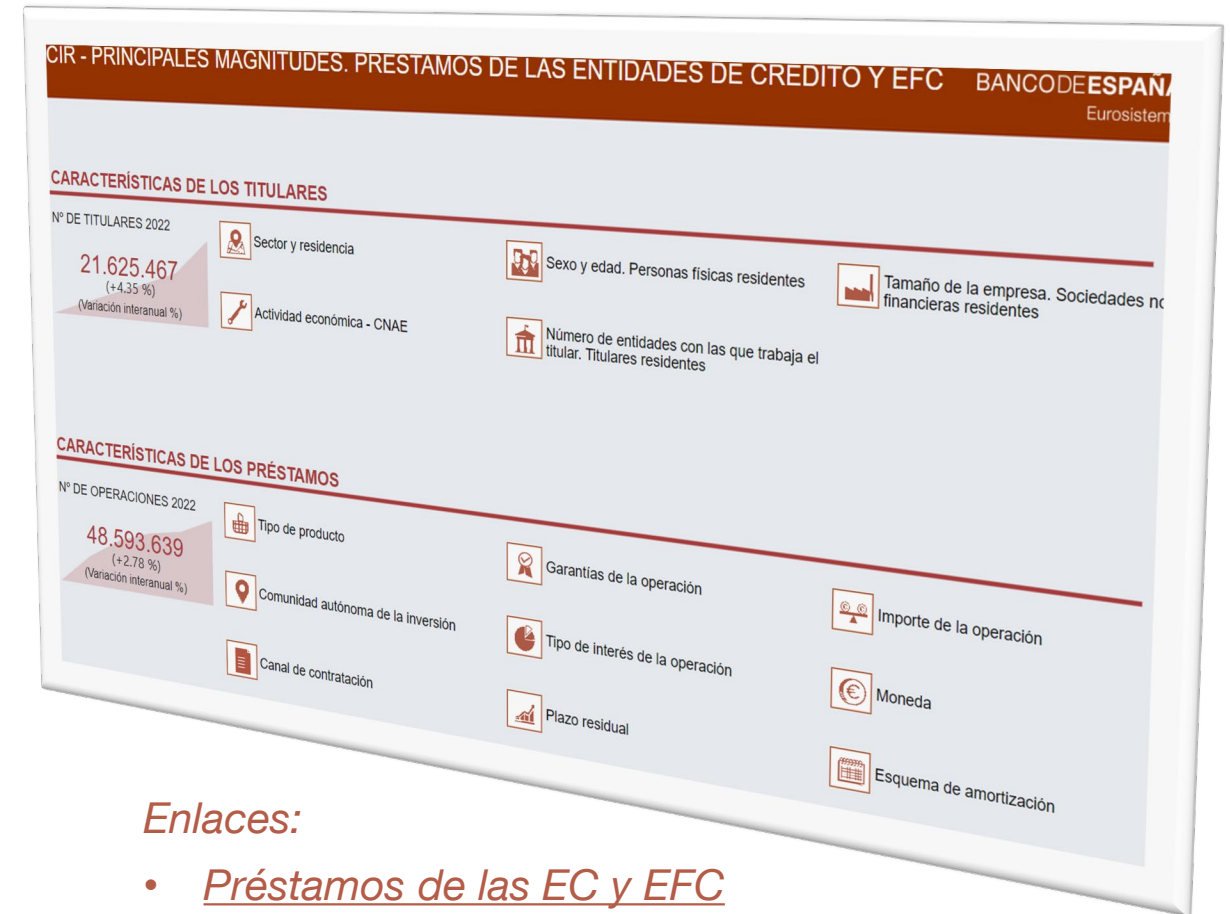 CIR - PRINCIPALES MAGNITUDES. PRESTAMOS DE LAS ENTIDADES DE CREDITO Y EFC
BANCODEESPAÑA
Eurosistem
CARACTERÍSTICAS DE LOS TITULARES
Nº DE TITULARES 2022
21.625.467
(+4.35 %)
(Variación interanual %)
Sector y residencia
Actividad económica - CNAE
Sexo y edad. Personas físicas residentes
Número de entidades con las que trabaja el
titular. Titulares residentes
Tamaño de la empresa. Sociedades no
financieras residentes
CARACTERÍSTICAS DE LOS PRÉSTAMOS
Nº DE OPERACIONES 2022
48.593.639
(+2.78 %)
(Variación interanual %)
Tipo de producto
Comunidad autónoma de la inversión
Canal de contratación
Garantías de la operación
Tipo de interés de la operación
Plazo residual
Importe de la operación
Moneda
Esquema de amortización
Enlaces:
• Préstamos de las EC y EFC